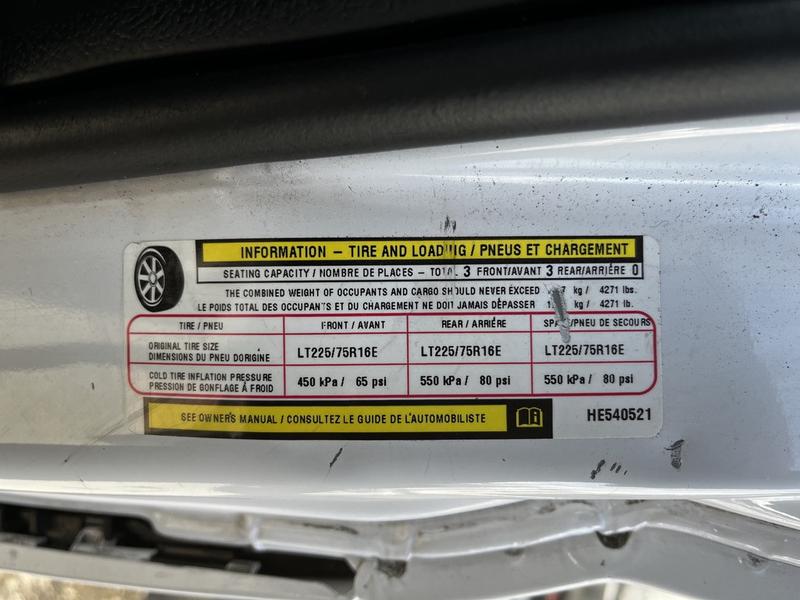 INFORMATION – TIRE AND LOADING / PNEUS ET CHARGEMENT
SEATING CAPACITY / NOMBRE DE PLACES – TOTAL 3 FRONT/AVANT 3 REAR/ARRIÉRE 0
THE COMBINED WEIGHT OF OCCUPANTS AND CARGO SHOULD NEVER EXCEED kg / 4271 lbs.
LE POIDS TOTAL DES OCCUPANTS ET DU CHARGEMENT NE DOIT JAMAIS DÉPASSER kg / 4271 lb.
TIRE / PNEU FRONT / AVANT REAR / ARRIÉRE SPARE/PNEU DE SECOURS
ORIGINAL TIRE SIZE
DIMENSIONS DU PNEU DORIGINE LT225/75R16E LT225/75R16E LT225/75R16E
COLD TIRE INFLATION PRESSURE
PRESSION DE GONFLAGE Á FROID 450 kPa / 65 psi 550 kPa / 80 psi 550 kPa / 80 psi
SEE OWNER'S MANUAL / CONSULTEZ LE GUIDE DE L'AUTOMOBILISTE
HE540521